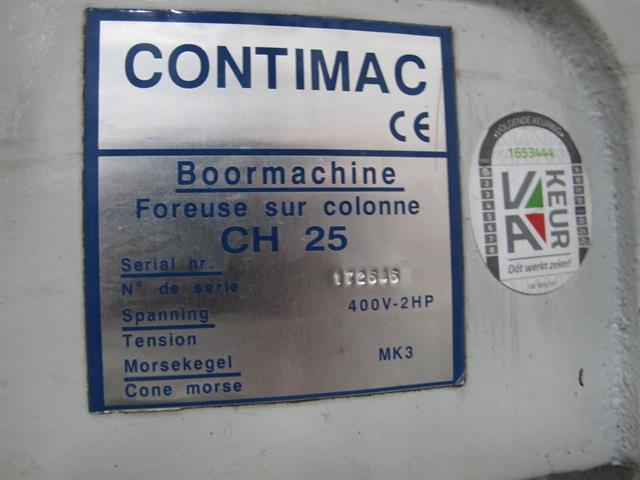 CONTIMAC
CE
Boormachine
Foreuse sur colonne
CH 25
Serial nr.
N° de serie
Spanning
Tension
400V-2HP
Morsekegel
Cone morse
MK3
VOLGENDE KEURING
1653444
VA
KEUR
Dát werkt zeker!